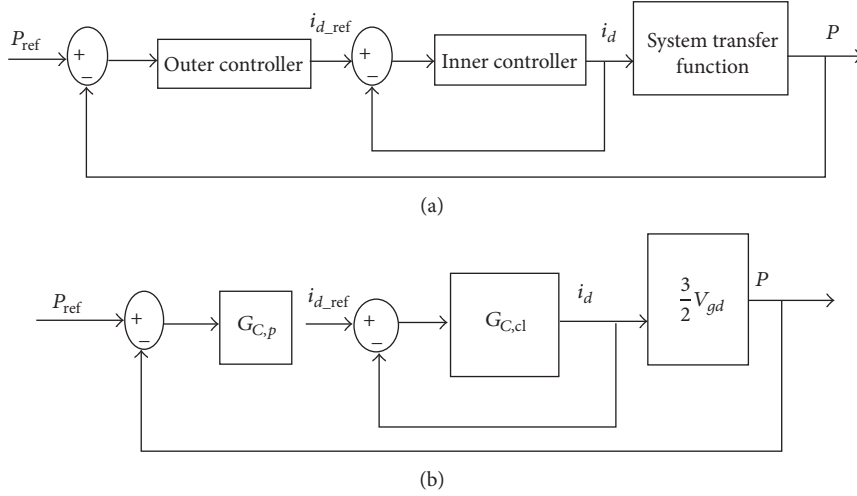 P_ref
+
−
Outer controller
i_d_ref
+
−
Inner controller
i_d
System transfer
function
P
(a)
P_ref
+
−
G_C,p
i_d_ref
+
−
G_C,cl
i_d
3/2 V_gd
P
(b)